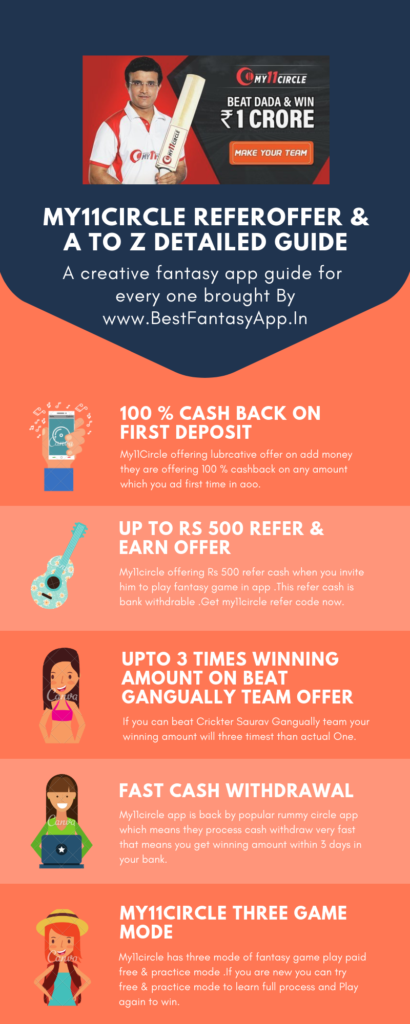 MY11CIRCLE
BEAT DADA & WIN
₹1 CRORE
MAKE YOUR TEAM
MY11CIRCLE REFEROFFER &
A TO Z DETAILED GUIDE
A creative fantasy app guide for
every one brought By
www.BestFantasyApp.In
100 % CASH BACK ON
FIRST DEPOSIT
My11Circle offering lubrcative offer on add money
they are offering 100 % cashback on any amount
which you ad first time in aoo.
UP TO RS 500 REFER &
EARN OFFER
My11circle offering Rs 500 refer cash when you invite
him to play fantasy game in app .This refer cash is
bank withdrable .Get my11circle refer code now.
UPTO 3 TIMES WINNING
AMOUNT ON BEAT
GANGUALLY TEAM OFFER
If you can beat Crickter Saurav Gangually team your
winning amount will three timest than actual One.
Canva
FAST CASH WITHDRAWAL
My11circle app is back by popular rummy circle app
which means they process cash withdraw very fast
that means you get winning amount within 3 days in
your bank.
Canva
MY11CIRCLE THREE GAME
MODE
My11circle has three mode of fantasy game play paid
free & practice mode .If you are new you can try
free & practice mode to learn full process and Play
again to win.
Canva